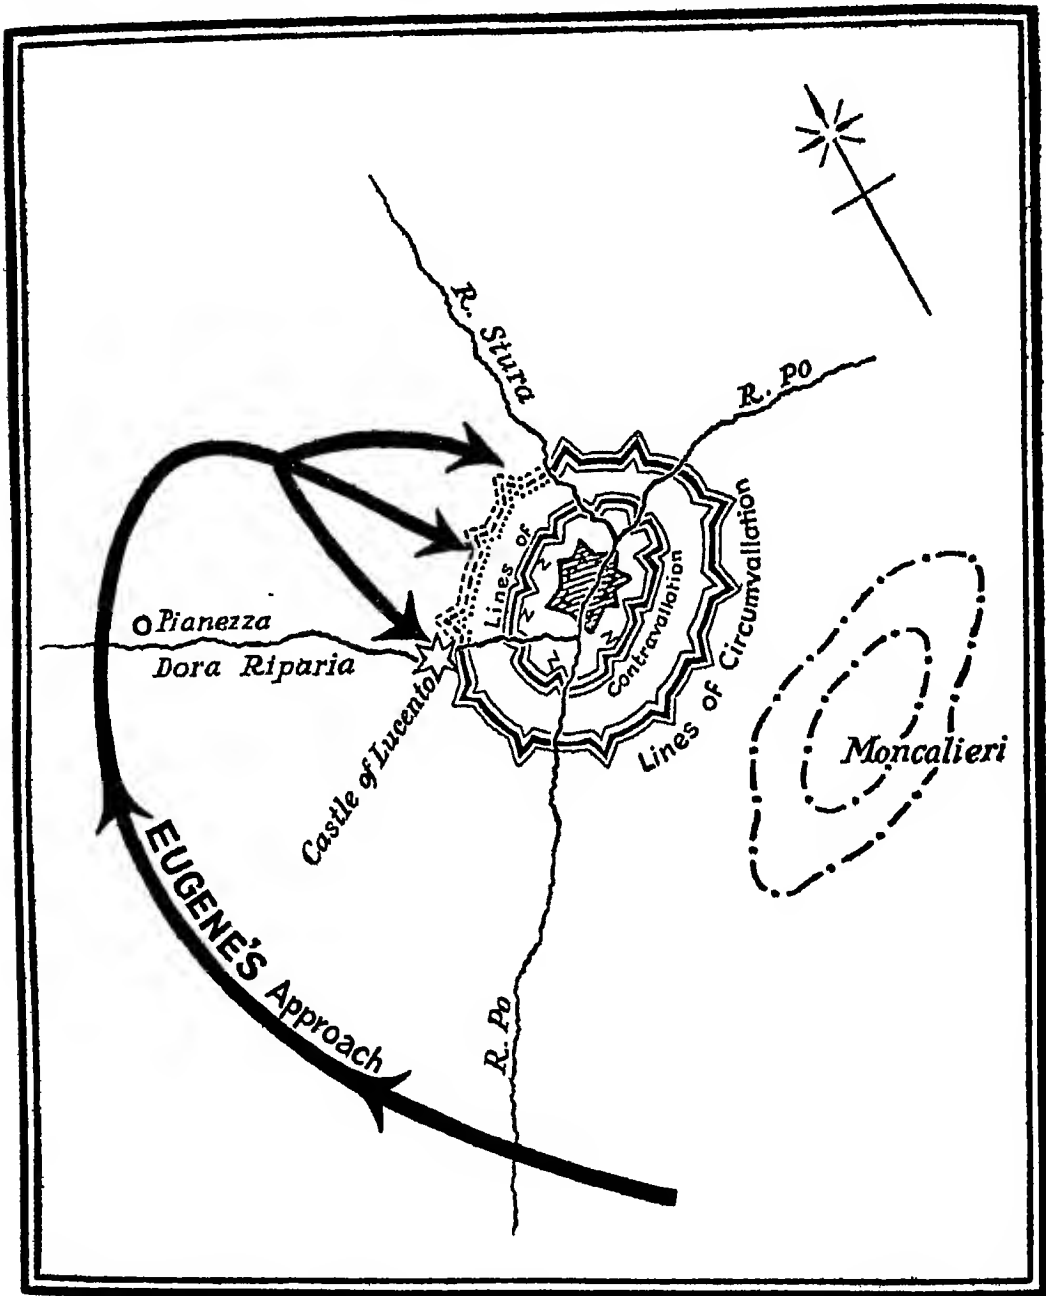 R. Stura
R. Po
Lines of
Contravallation
Lines of Circumvallation
Pianezza
Dora Riparia
Castle of Lucento
Moncalieri
EUGENE'S Approach
R. Po